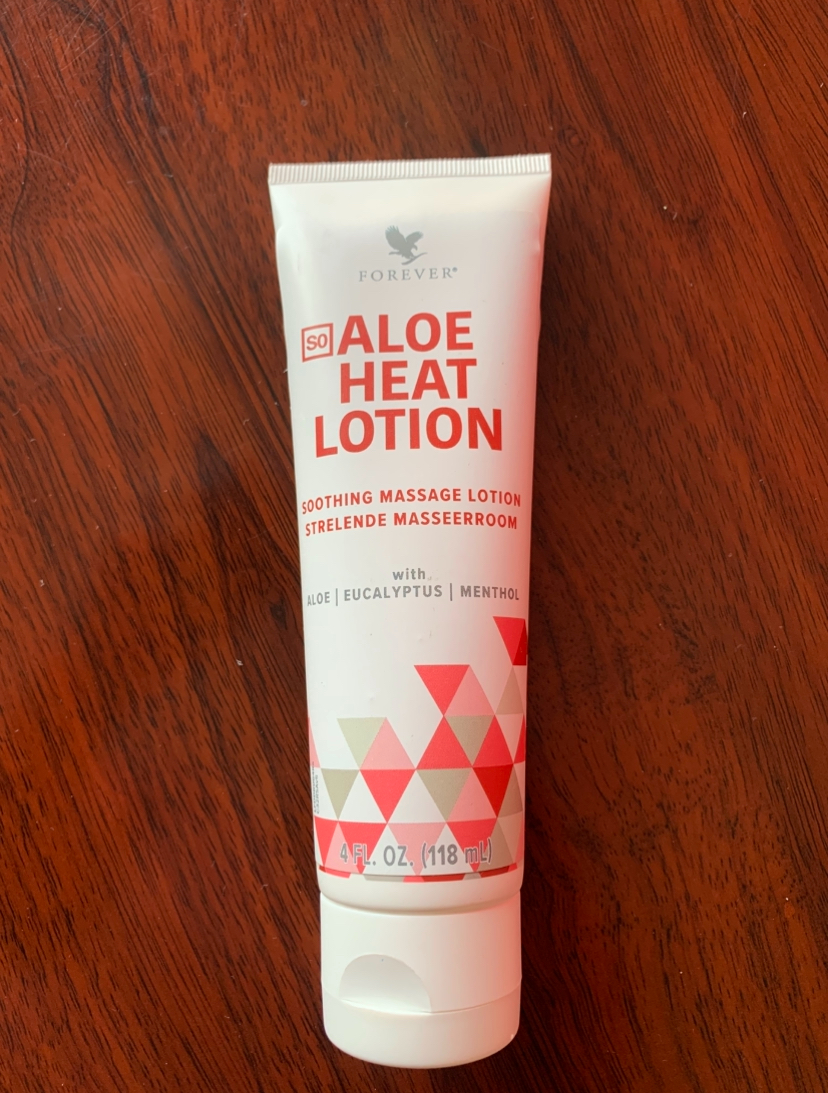 FOREVER®
SO ALOE
HEAT
LOTION
SOOTHING MASSAGE LOTION
STRELENDE MASSEERROOM
with
ALOE | EUCALYPTUS | MENTHOL
4 FL. OZ. (118 mL)